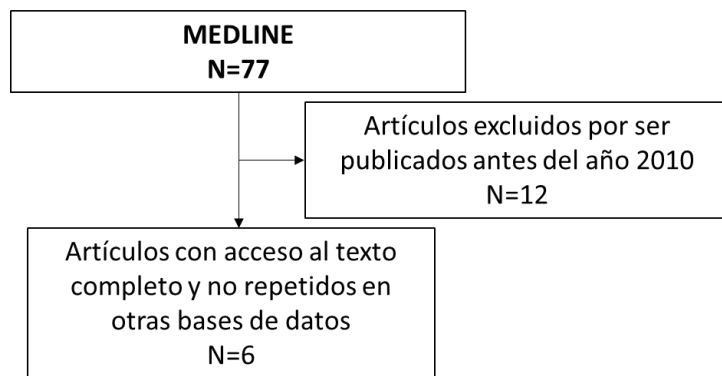 MEDLINE
N=77
Artículos excluidos por ser
publicados antes del año 2010
N=12
Artículos con acceso al texto
completo y no repetidos en
otras bases de datos
N=6